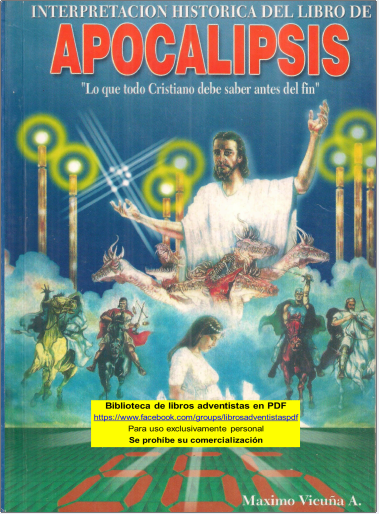 INTERPRETACION HISTORICA DEL LIBRO DE
APOCALIPSIS
"Lo que todo Cristiano debe saber antes del fin"
Biblioteca de libros adventistas en PDF
https://www.facebook.com/groups/librosadventistaspdf
Para uso exclusivamente personal
Se prohíbe su comercialización
666
Maximo Vicuña A.